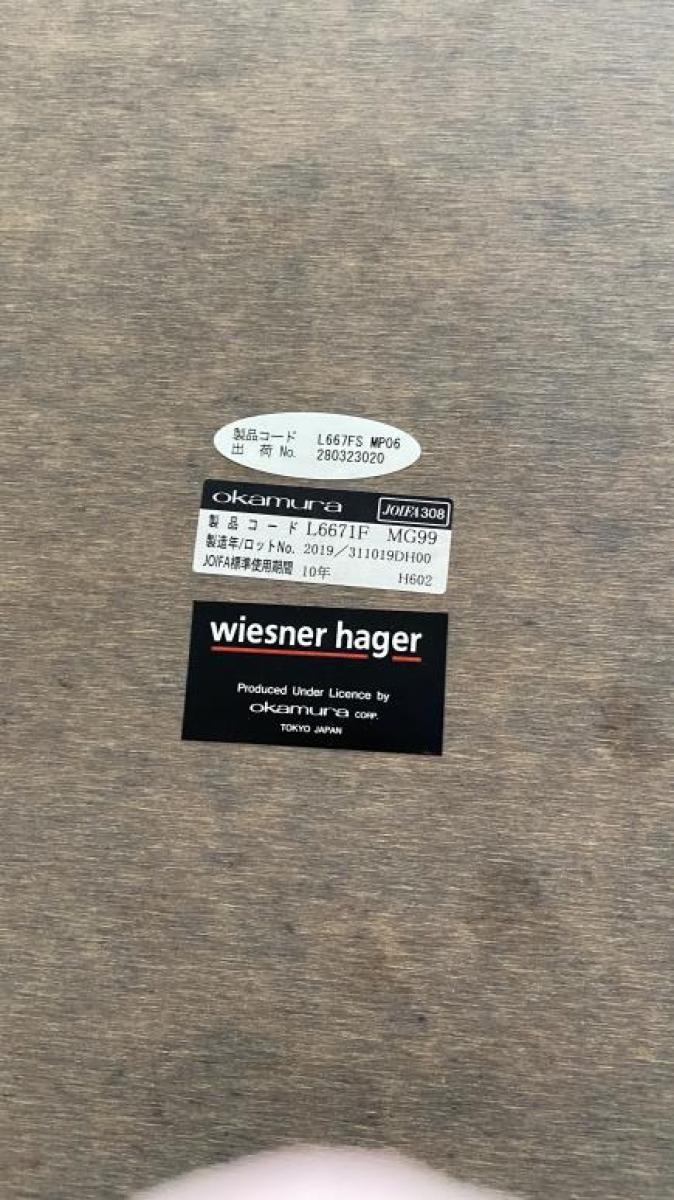 製品コード L667FS MP06
出荷 No. 280323020
okamura JOIFA308
製品コード L6671F MG99
製造年/ロットNo. 2019/311019DH00
JOIFA標準使用期間 10年 H602
wiesner hager
Produced Under Licence by
okamura CORP.
TOKYO JAPAN